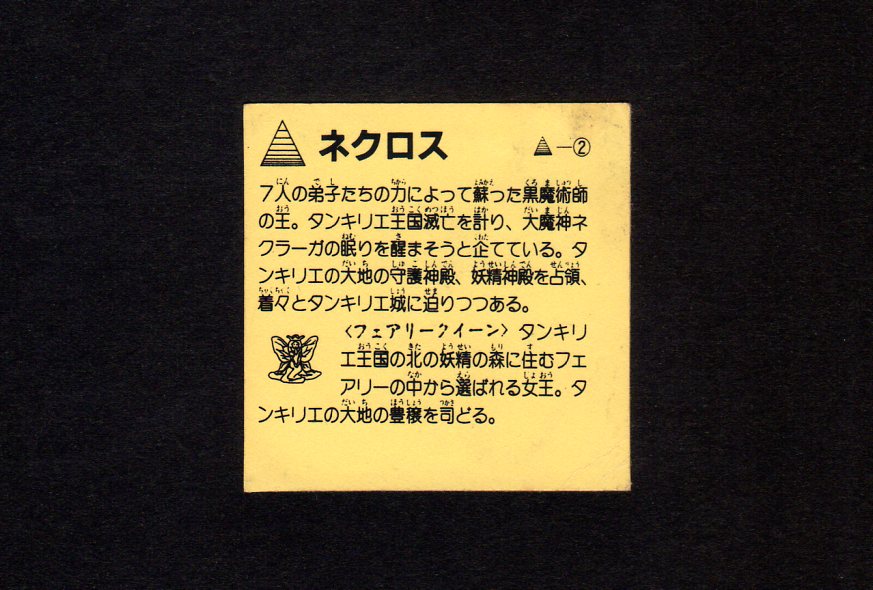 ネクロス －②
7人の弟子たちの力によって蘇った黒魔術師
の王。タンキリエ王国滅亡を計り、大魔神ネ
クラーガの眠りを醒まそうと企てている。タ
ンキリエの大地の守護神殿、妖精神殿を占領、
着々とタンキリエ城に迫りつつある。
〈フェアリークイーン〉タンキリ
エ王国の北の妖精の森に住むフェ
アリーの中から選ばれる女王。タ
ンキリエの大地の豊穣を司どる。